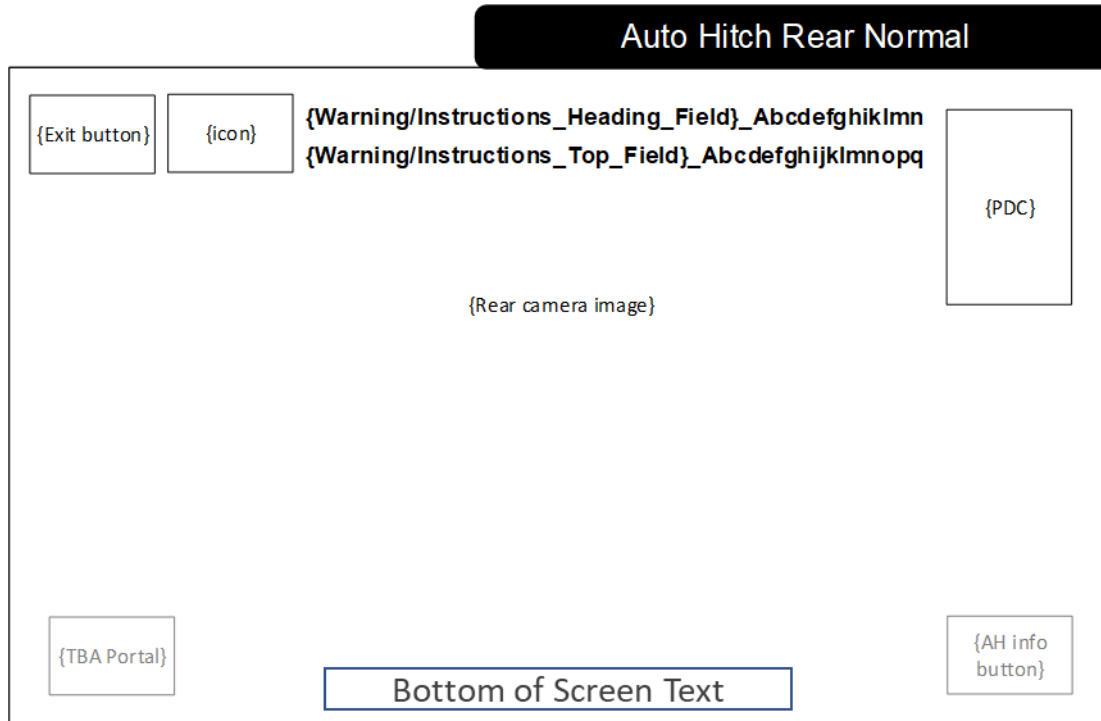 Auto Hitch Rear Normal
{Exit button}
{icon}
{Warning/Instructions_Heading_Field}_Abcdefghiklmn
{Warning/Instructions_Top_Field}_Abcdefghijklmnopq
{PDC}
{Rear camera image}
{TBA Portal}
{AH info
button}
Bottom of Screen Text